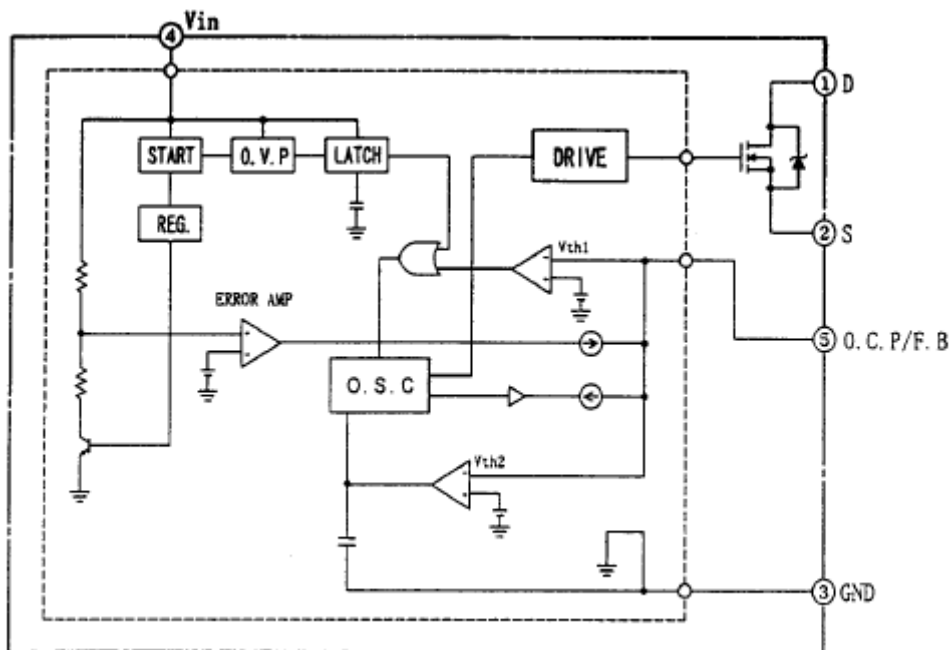 4 Vin
1 D
START O.V.P LATCH DRIVE
REG.
2 S
Vth1
ERROR AMP
5 O.C.P/F.B
O.S.C
Vth2
3 GND